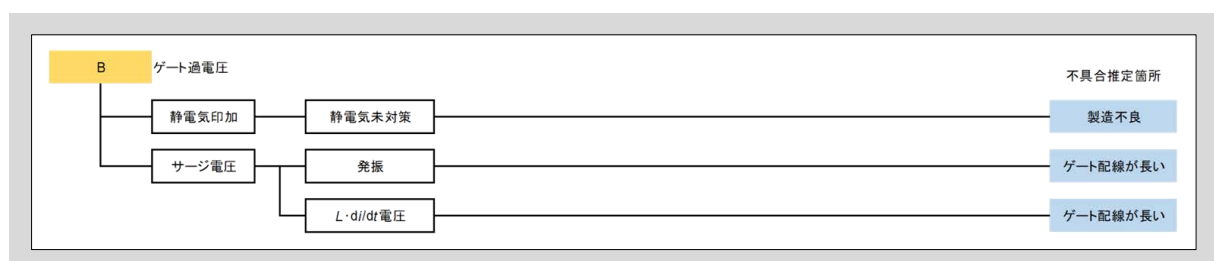 B
ゲート過電圧
不具合推定箇所
静電気印加
静電気未対策
製造不良
サージ電圧
発振
ゲート配線が長い
L·di/dt電圧
ゲート配線が長い